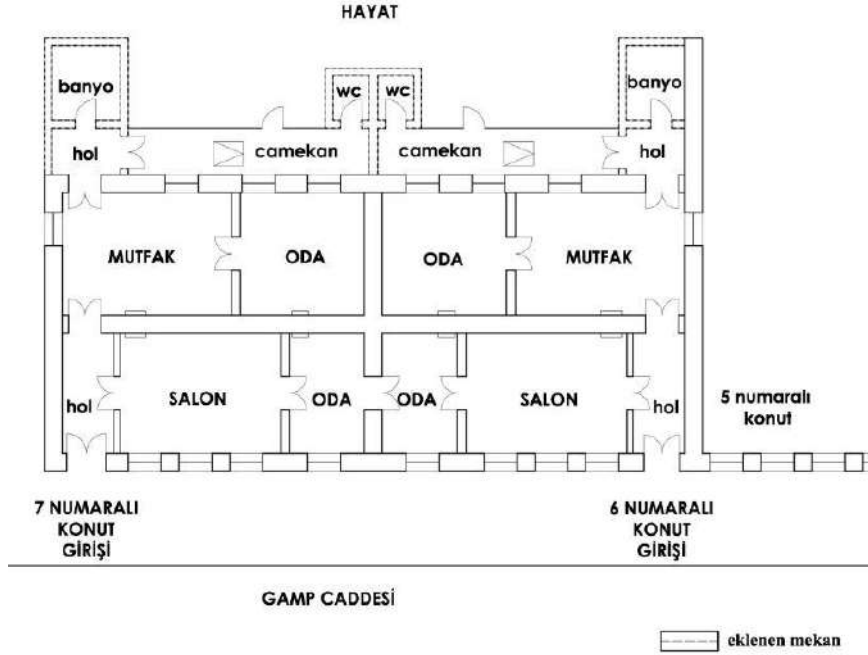 HAYAT
banyo
wc
wc
banyo
hol
camekan
camekan
hol
MUTFAK
ODA
ODA
MUTFAK
hol
SALON
ODA
ODA
SALON
hol
5 numaralı
konut
7 NUMARALI
KONUT
GİRİŞİ
6 NUMARALI
KONUT
GİRİŞİ
GAMP CADDESİ
eklenen mekan